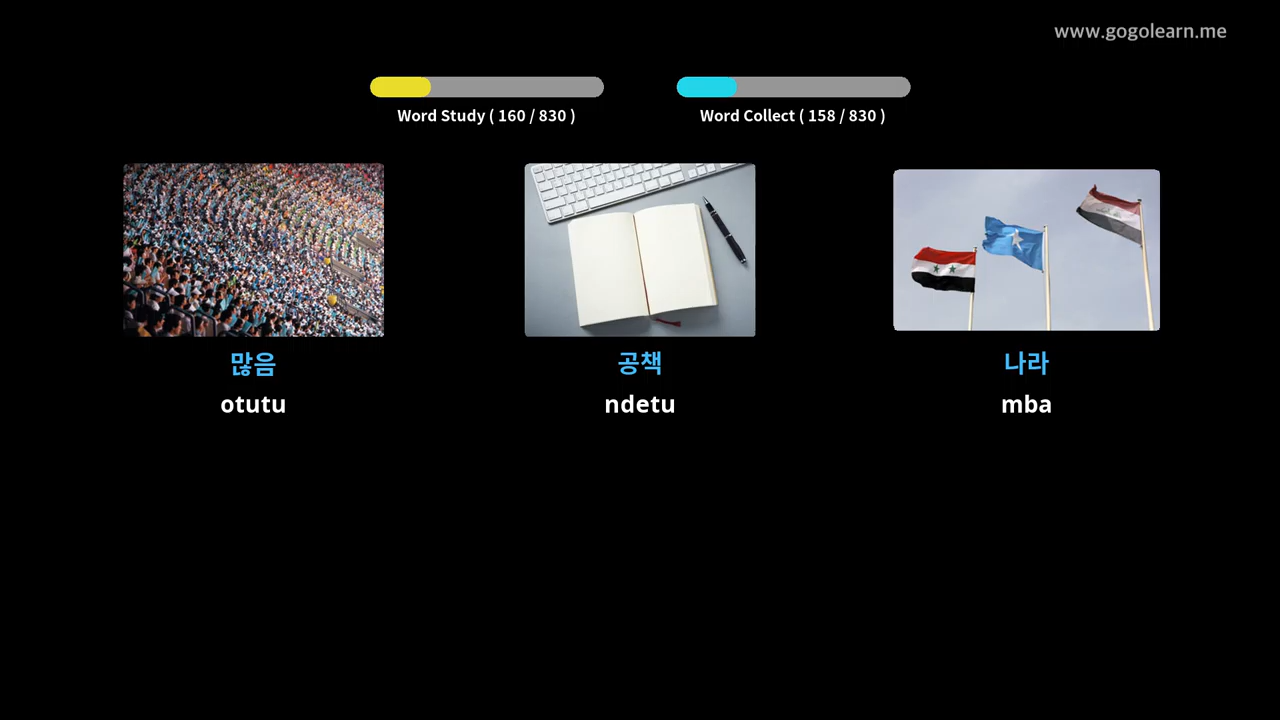 www.gogolearn.me
Word Study ( 160 / 830 )
Word Collect ( 158 / 830 )
많음
공책
나라
otutu
ndetu
mba